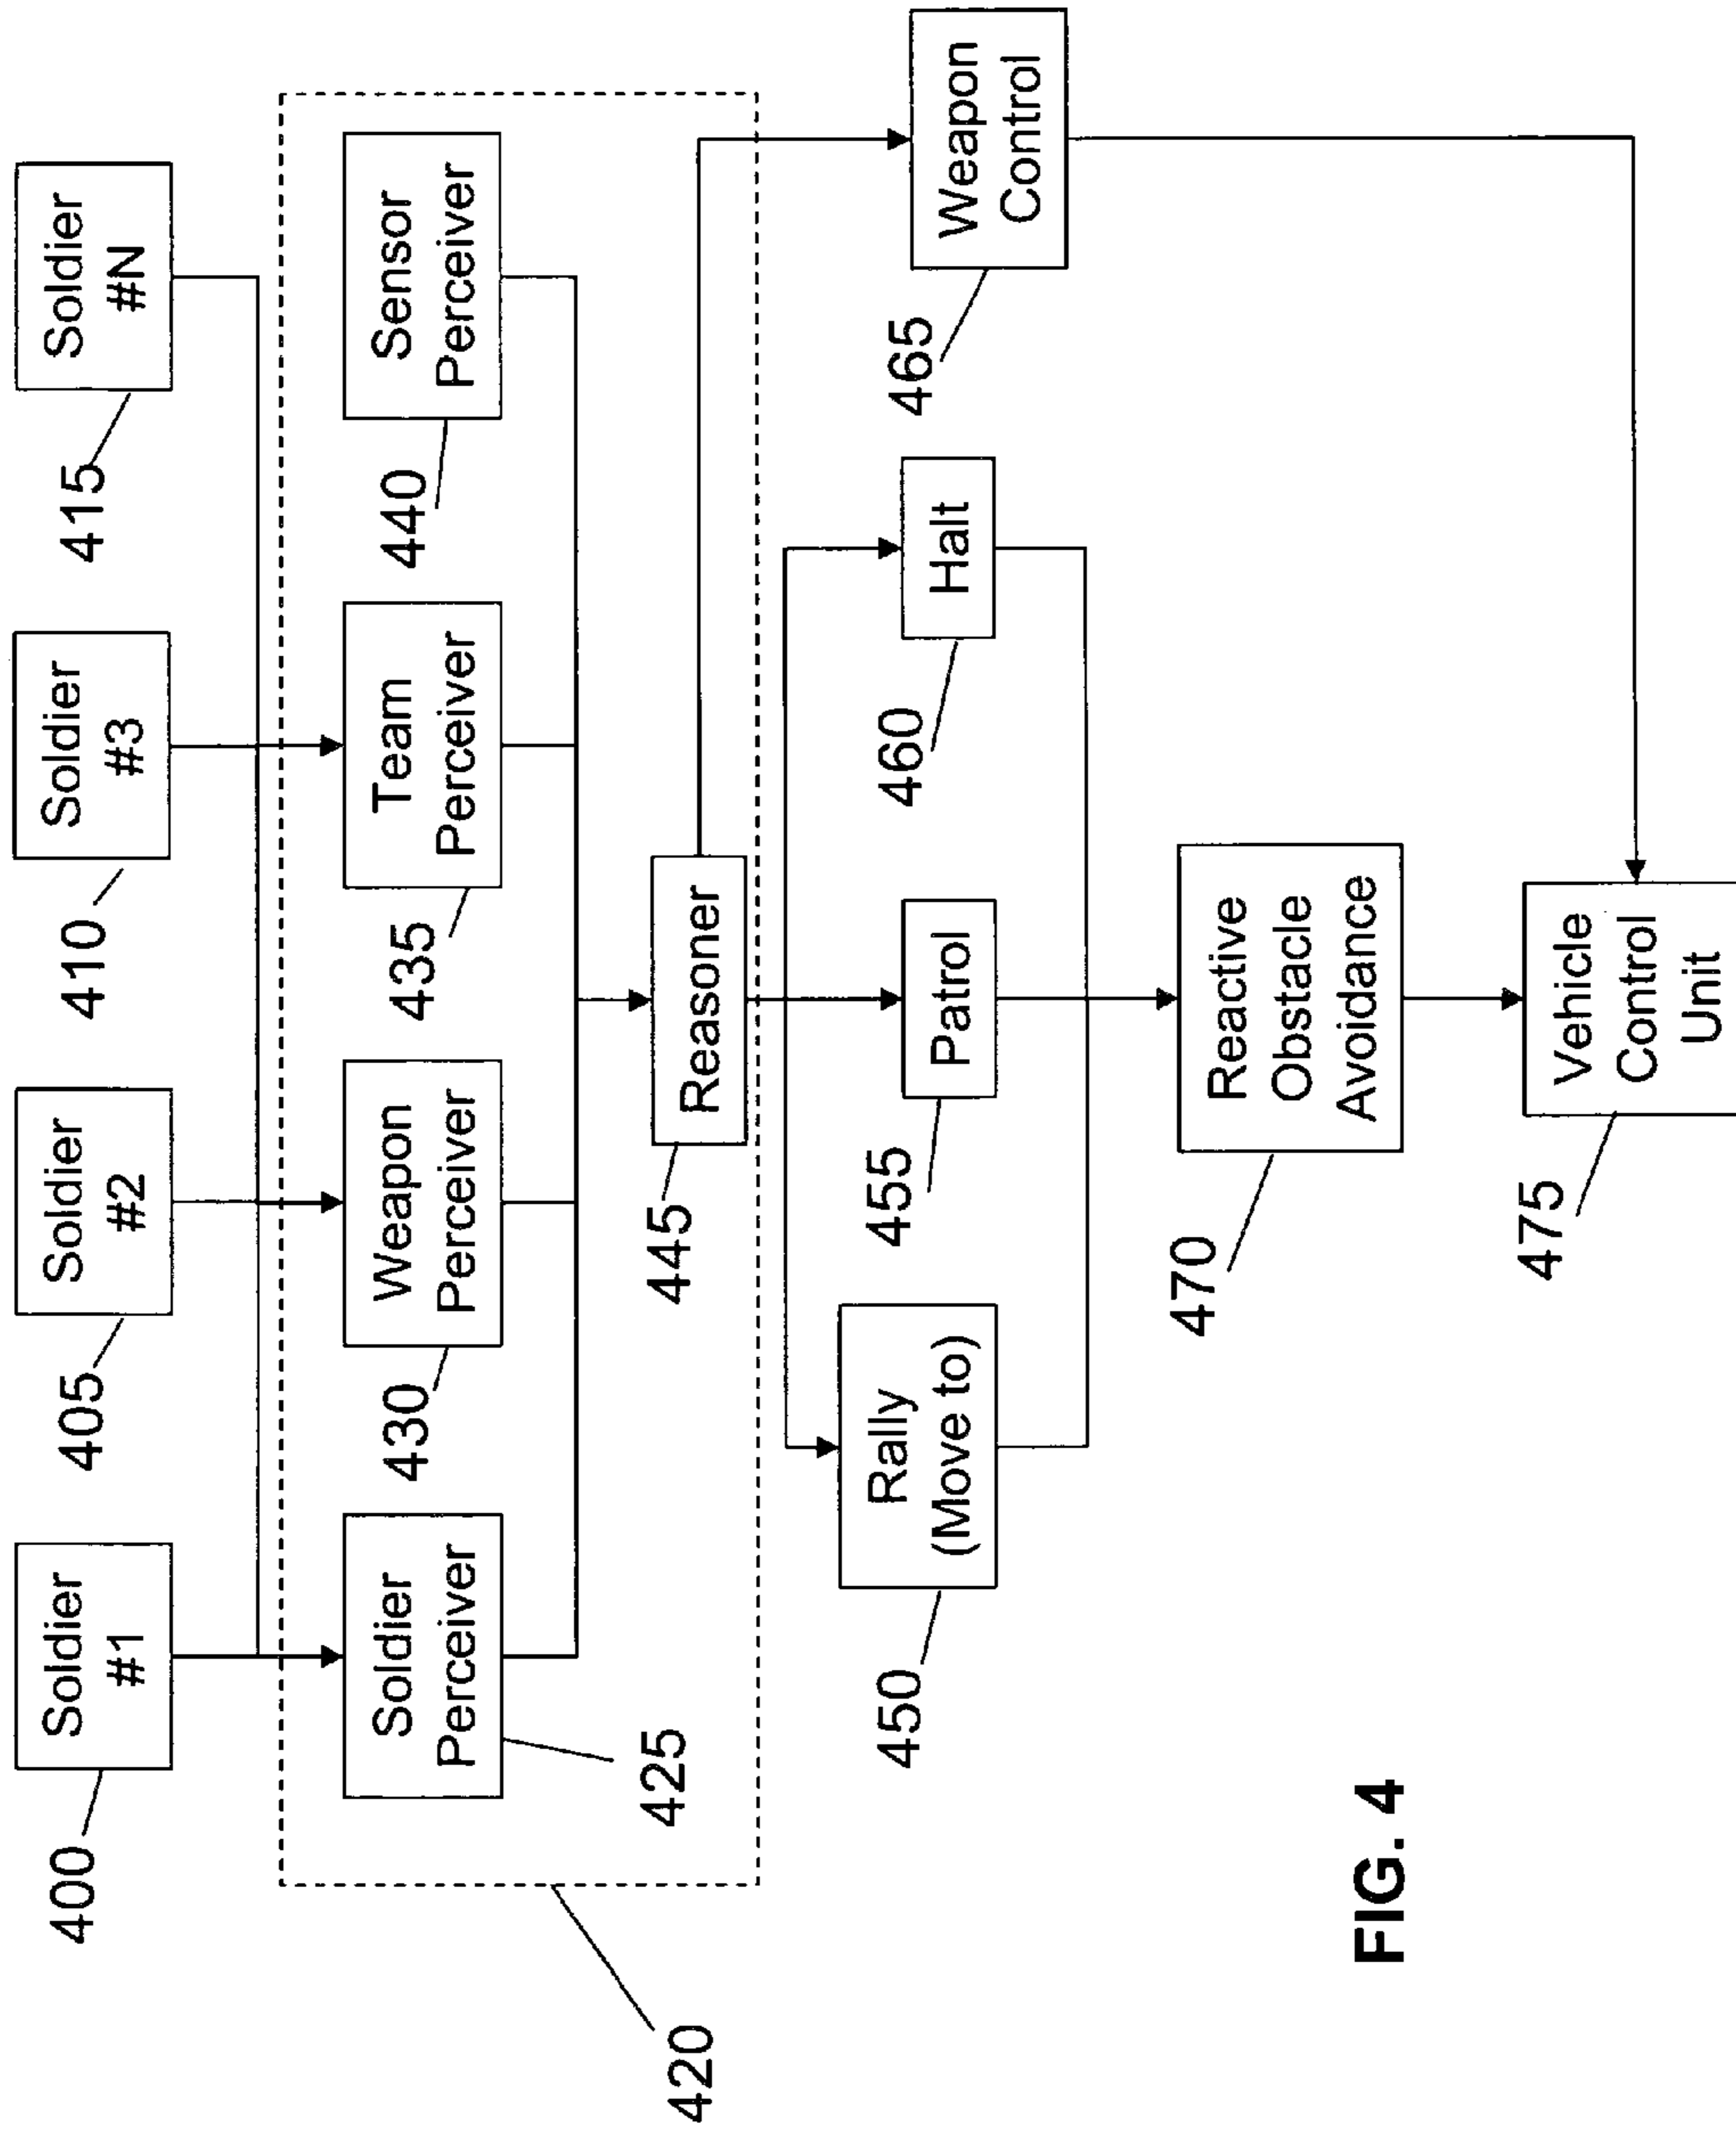 400
Soldier
#1
405
Soldier
#2
410
Soldier
#3
415
Soldier
#N
420
Soldier
Perceiver
425
Weapon
Perceiver
430
Team
Perceiver
435
Sensor
Perceiver
440
Reasoner
445
Rally
(Move to)
450
Patrol
455
Halt
460
Weapon
Control
465
Reactive
Obstacle
Avoidance
470
Vehicle
Control
Unit
475
FIG. 4